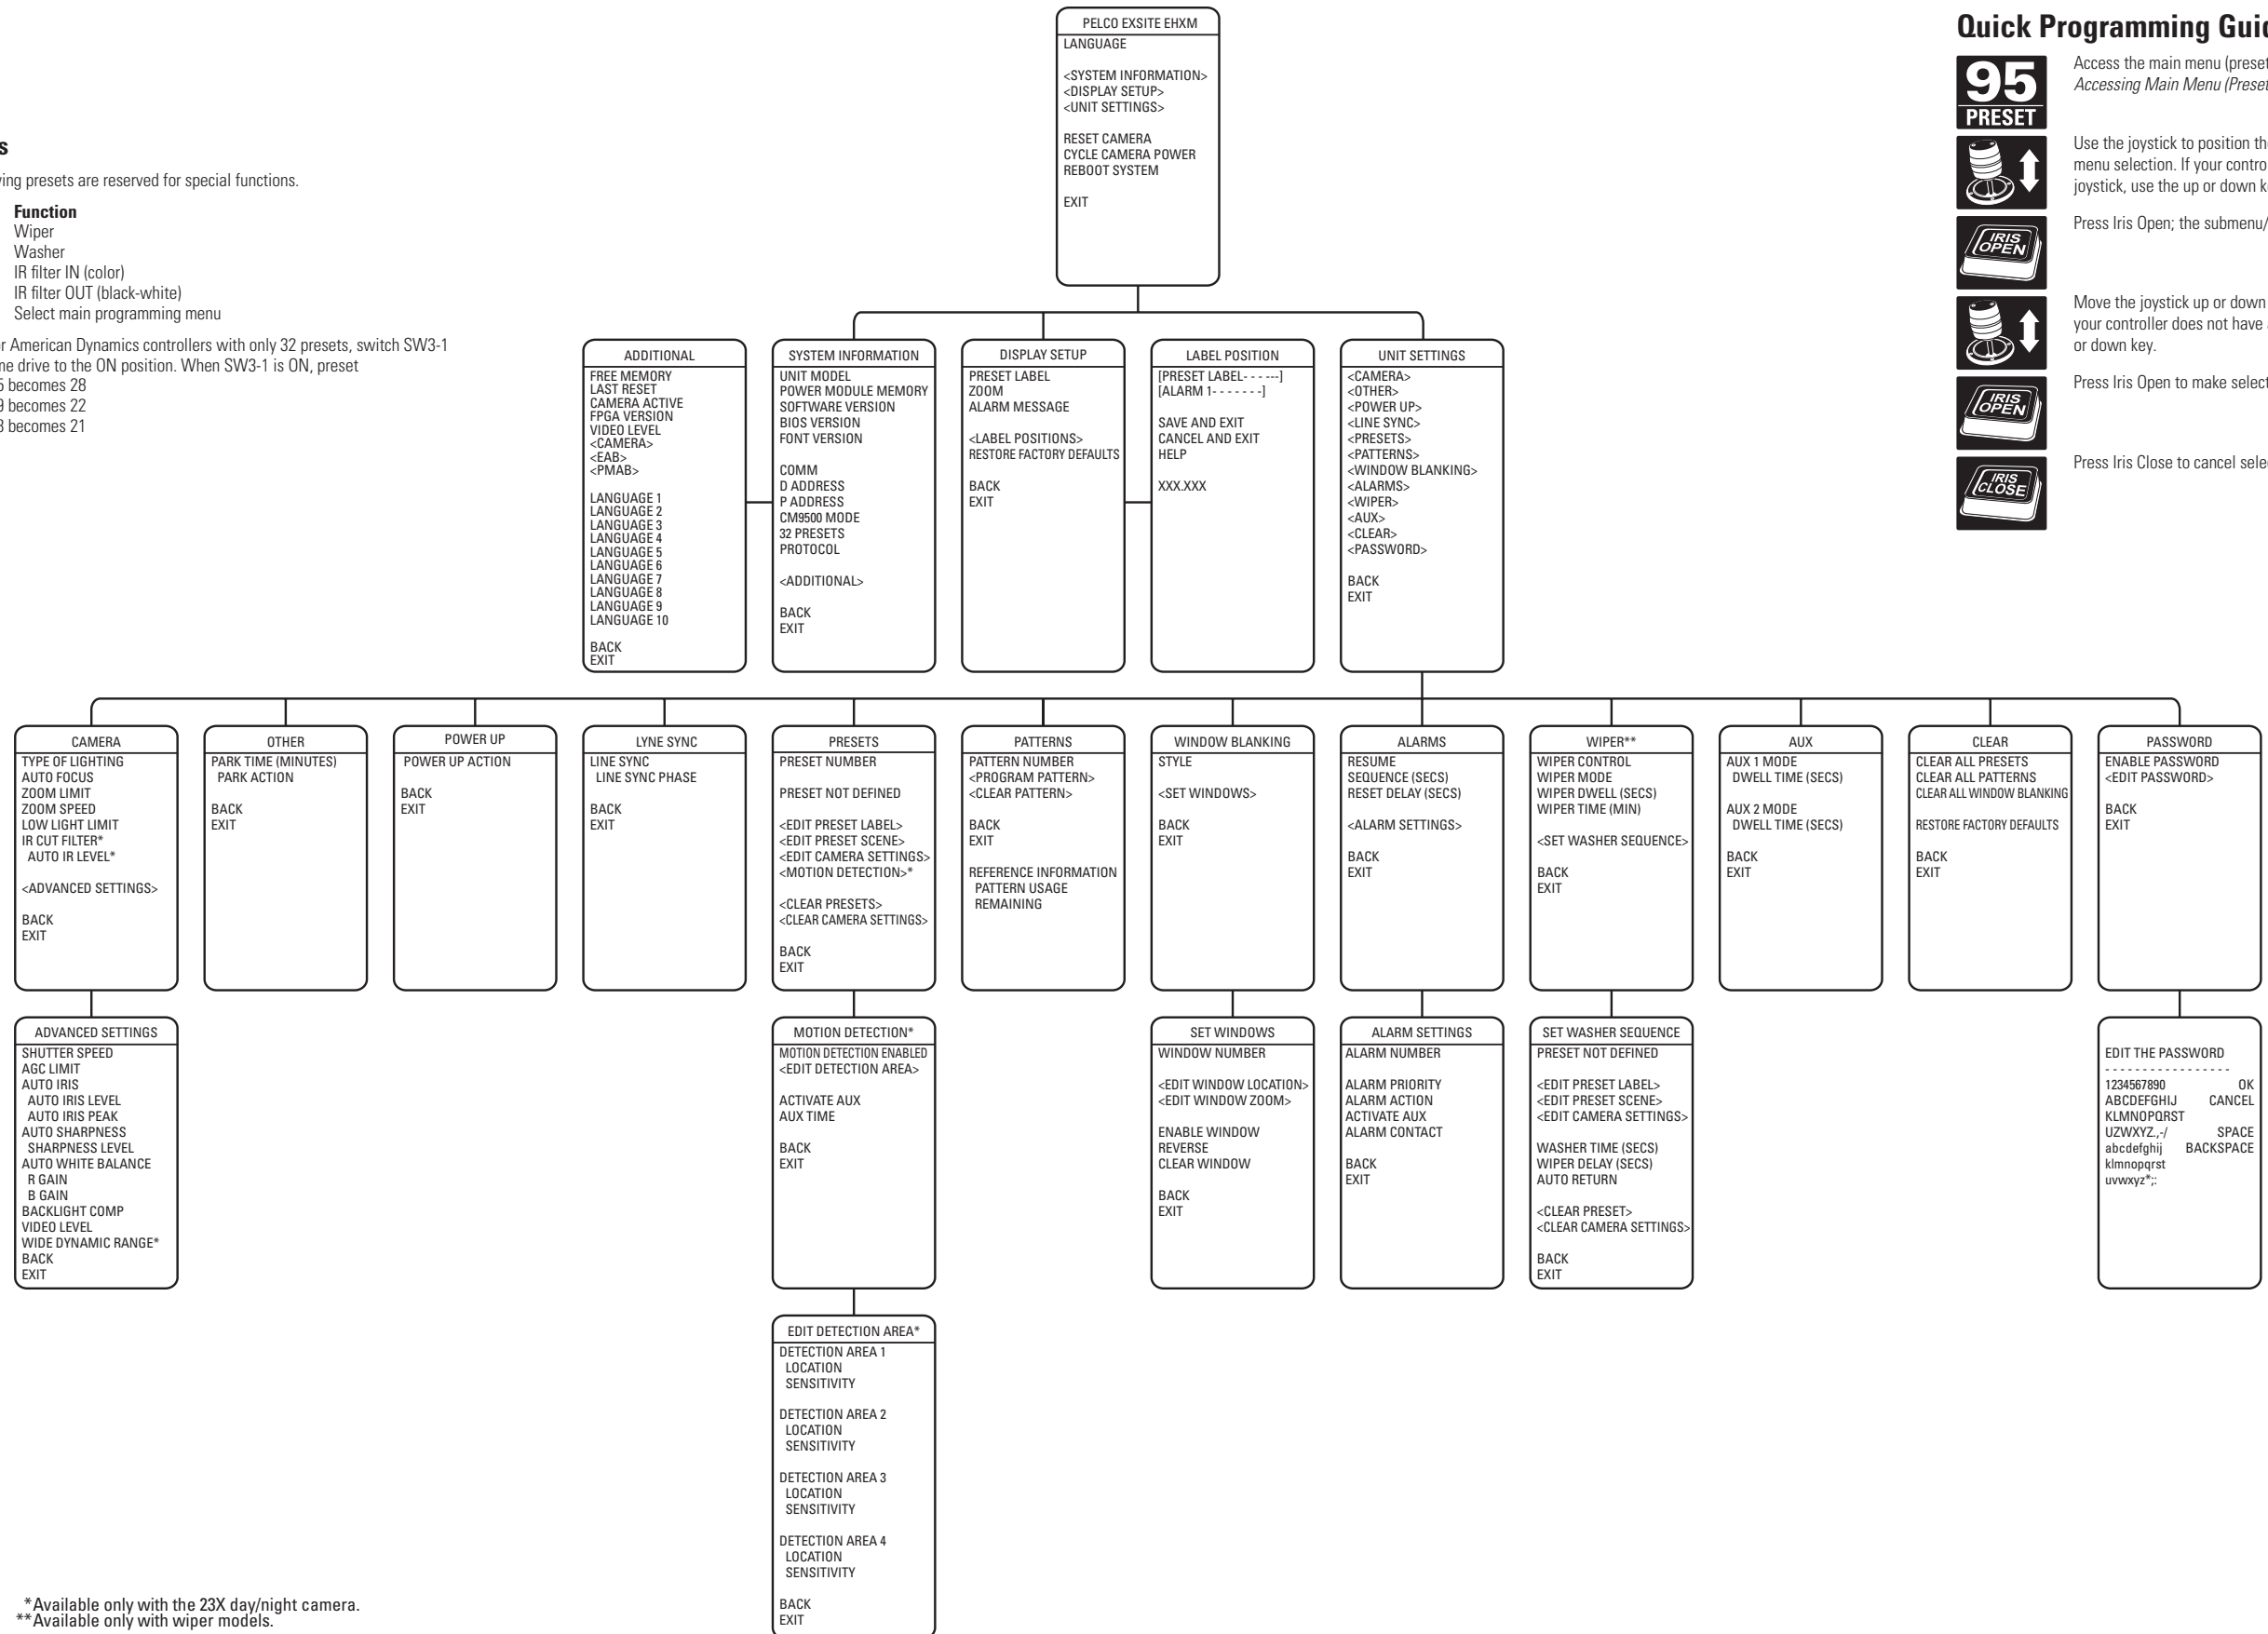 PELCO EXSITE EHXM
LANGUAGE
<SYSTEM INFORMATION>
<DISPLAY SETUP>
<UNIT SETTINGS>
RESET CAMERA
CYCLE CAMERA POWER
REBOOT SYSTEM
EXIT
Quick Programming
95
PRESET
Access the main menu
Accessing Main Menu
Use the joystick to position
menu selection. If your
joystick, use the up or down
IRIS
OPEN
Press Iris Open; the
Move the joystick up or down
your controller does not have
or down key.
IRIS
OPEN
Press Iris Open to make
IRIS
CLOSE
Press Iris Close to cancel
presets are reserved for special functions.
Function
Wiper
Washer
IR filter IN (color)
IR filter OUT (black-white)
Select main programming menu
American Dynamics controllers with only 32 presets, switch SW3-1
drive to the ON position. When SW3-1 is ON, preset
becomes 28
becomes 22
becomes 21
ADDITIONAL
FREE MEMORY
LAST RESET
CAMERA ACTIVE
FPGA VERSION
VIDEO LEVEL
<CAMERA>
<EAB>
<PMAB>
LANGUAGE 1
LANGUAGE 2
LANGUAGE 3
LANGUAGE 4
LANGUAGE 5
LANGUAGE 6
LANGUAGE 7
LANGUAGE 8
LANGUAGE 9
LANGUAGE 10
BACK
EXIT
SYSTEM INFORMATION
UNIT MODEL
POWER MODULE MEMORY
SOFTWARE VERSION
BIOS VERSION
FONT VERSION
COMM
D ADDRESS
P ADDRESS
CM9500 MODE
32 PRESETS
PROTOCOL
<ADDITIONAL>
BACK
EXIT
DISPLAY SETUP
PRESET LABEL
ZOOM
ALARM MESSAGE
<LABEL POSITIONS>
RESTORE FACTORY DEFAULTS
BACK
EXIT
LABEL POSITION
[PRESET LABEL- - - ---]
[ALARM 1- - - - - - -]
SAVE AND EXIT
CANCEL AND EXIT
HELP
XXX.XXX
UNIT SETTINGS
<CAMERA>
<OTHER>
<POWER UP>
<LINE SYNC>
<PRESETS>
<PATTERNS>
<WINDOW BLANKING>
<ALARMS>
<WIPER>
<AUX>
<CLEAR>
<PASSWORD>
BACK
EXIT
CAMERA
TYPE OF LIGHTING
AUTO FOCUS
ZOOM LIMIT
ZOOM SPEED
LOW LIGHT LIMIT
IR CUT FILTER*
AUTO IR LEVEL*
<ADVANCED SETTINGS>
BACK
EXIT
OTHER
PARK TIME (MINUTES)
PARK ACTION
BACK
EXIT
POWER UP
POWER UP ACTION
BACK
EXIT
LYNE SYNC
LINE SYNC
LINE SYNC PHASE
BACK
EXIT
PRESETS
PRESET NUMBER
PRESET NOT DEFINED
<EDIT PRESET LABEL>
<EDIT PRESET SCENE>
<EDIT CAMERA SETTINGS>
<MOTION DETECTION>*
<CLEAR PRESETS>
<CLEAR CAMERA SETTINGS>
BACK
EXIT
PATTERNS
PATTERN NUMBER
<PROGRAM PATTERN>
<CLEAR PATTERN>
BACK
EXIT
REFERENCE INFORMATION
PATTERN USAGE
REMAINING
WINDOW BLANKING
STYLE
<SET WINDOWS>
BACK
EXIT
ALARMS
RESUME
SEQUENCE (SECS)
RESET DELAY (SECS)
<ALARM SETTINGS>
BACK
EXIT
WIPER**
WIPER CONTROL
WIPER MODE
WIPER DWELL (SECS)
WIPER TIME (MIN)
<SET WASHER SEQUENCE>
BACK
EXIT
AUX
AUX 1 MODE
DWELL TIME (SECS)
AUX 2 MODE
DWELL TIME (SECS)
BACK
EXIT
CLEAR
CLEAR ALL PRESETS
CLEAR ALL PATTERNS
CLEAR ALL WINDOW BLANKING
RESTORE FACTORY DEFAULTS
BACK
EXIT
PASSWORD
ENABLE PASSWORD
<EDIT PASSWORD>
BACK
EXIT
ADVANCED SETTINGS
SHUTTER SPEED
AGC LIMIT
AUTO IRIS
AUTO IRIS LEVEL
AUTO IRIS PEAK
AUTO SHARPNESS
SHARPNESS LEVEL
AUTO WHITE BALANCE
R GAIN
B GAIN
BACKLIGHT COMP
VIDEO LEVEL
WIDE DYNAMIC RANGE*
BACK
EXIT
MOTION DETECTION*
MOTION DETECTION ENABLED
<EDIT DETECTION AREA>
ACTIVATE AUX
AUX TIME
BACK
EXIT
SET WINDOWS
WINDOW NUMBER
<EDIT WINDOW LOCATION>
<EDIT WINDOW ZOOM>
ENABLE WINDOW
REVERSE
CLEAR WINDOW
BACK
EXIT
ALARM SETTINGS
ALARM NUMBER
ALARM PRIORITY
ALARM ACTION
ACTIVATE AUX
ALARM CONTACT
BACK
EXIT
SET WASHER SEQUENCE
PRESET NOT DEFINED
<EDIT PRESET LABEL>
<EDIT PRESET SCENE>
<EDIT CAMERA SETTINGS>
WASHER TIME (SECS)
WIPER DELAY (SECS)
AUTO RETURN
<CLEAR PRESET>
<CLEAR CAMERA SETTINGS>
BACK
EXIT
EDIT THE PASSWORD
- - - - - - - - - - - - - - - - -
1234567890 OK
ABCDEFGHIJ CANCEL
KLMNOPQRST
UZWXYZ.,-/ SPACE
abcdefghij BACKSPACE
klmnopqrst
uvwxyz*;:
EDIT DETECTION AREA*
DETECTION AREA 1
LOCATION
SENSITIVITY
DETECTION AREA 2
LOCATION
SENSITIVITY
DETECTION AREA 3
LOCATION
SENSITIVITY
DETECTION AREA 4
LOCATION
SENSITIVITY
BACK
EXIT
*Available only with the 23X day/night camera.
**Available only with wiper models.